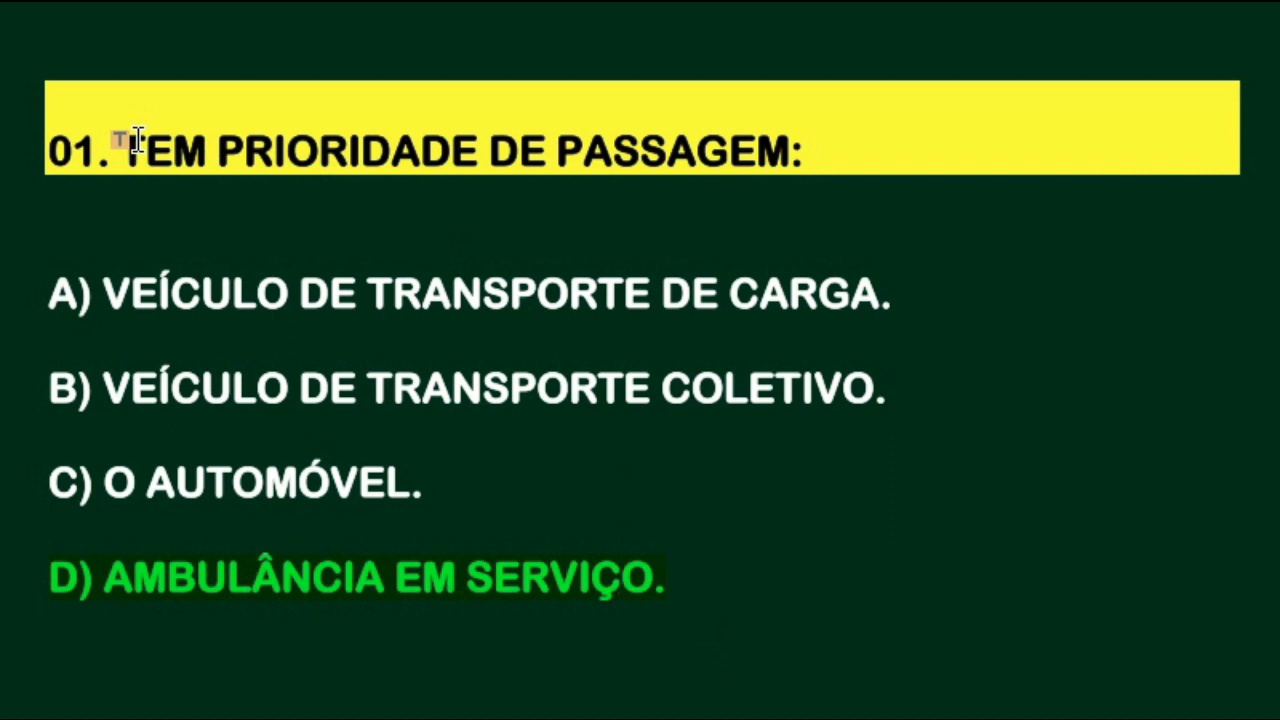 01. TEM PRIORIDADE DE PASSAGEM:
A) VEÍCULO DE TRANSPORTE DE CARGA.
B) VEÍCULO DE TRANSPORTE COLETIVO.
C) O AUTOMÓVEL.
D) AMBULÂNCIA EM SERVIÇO.